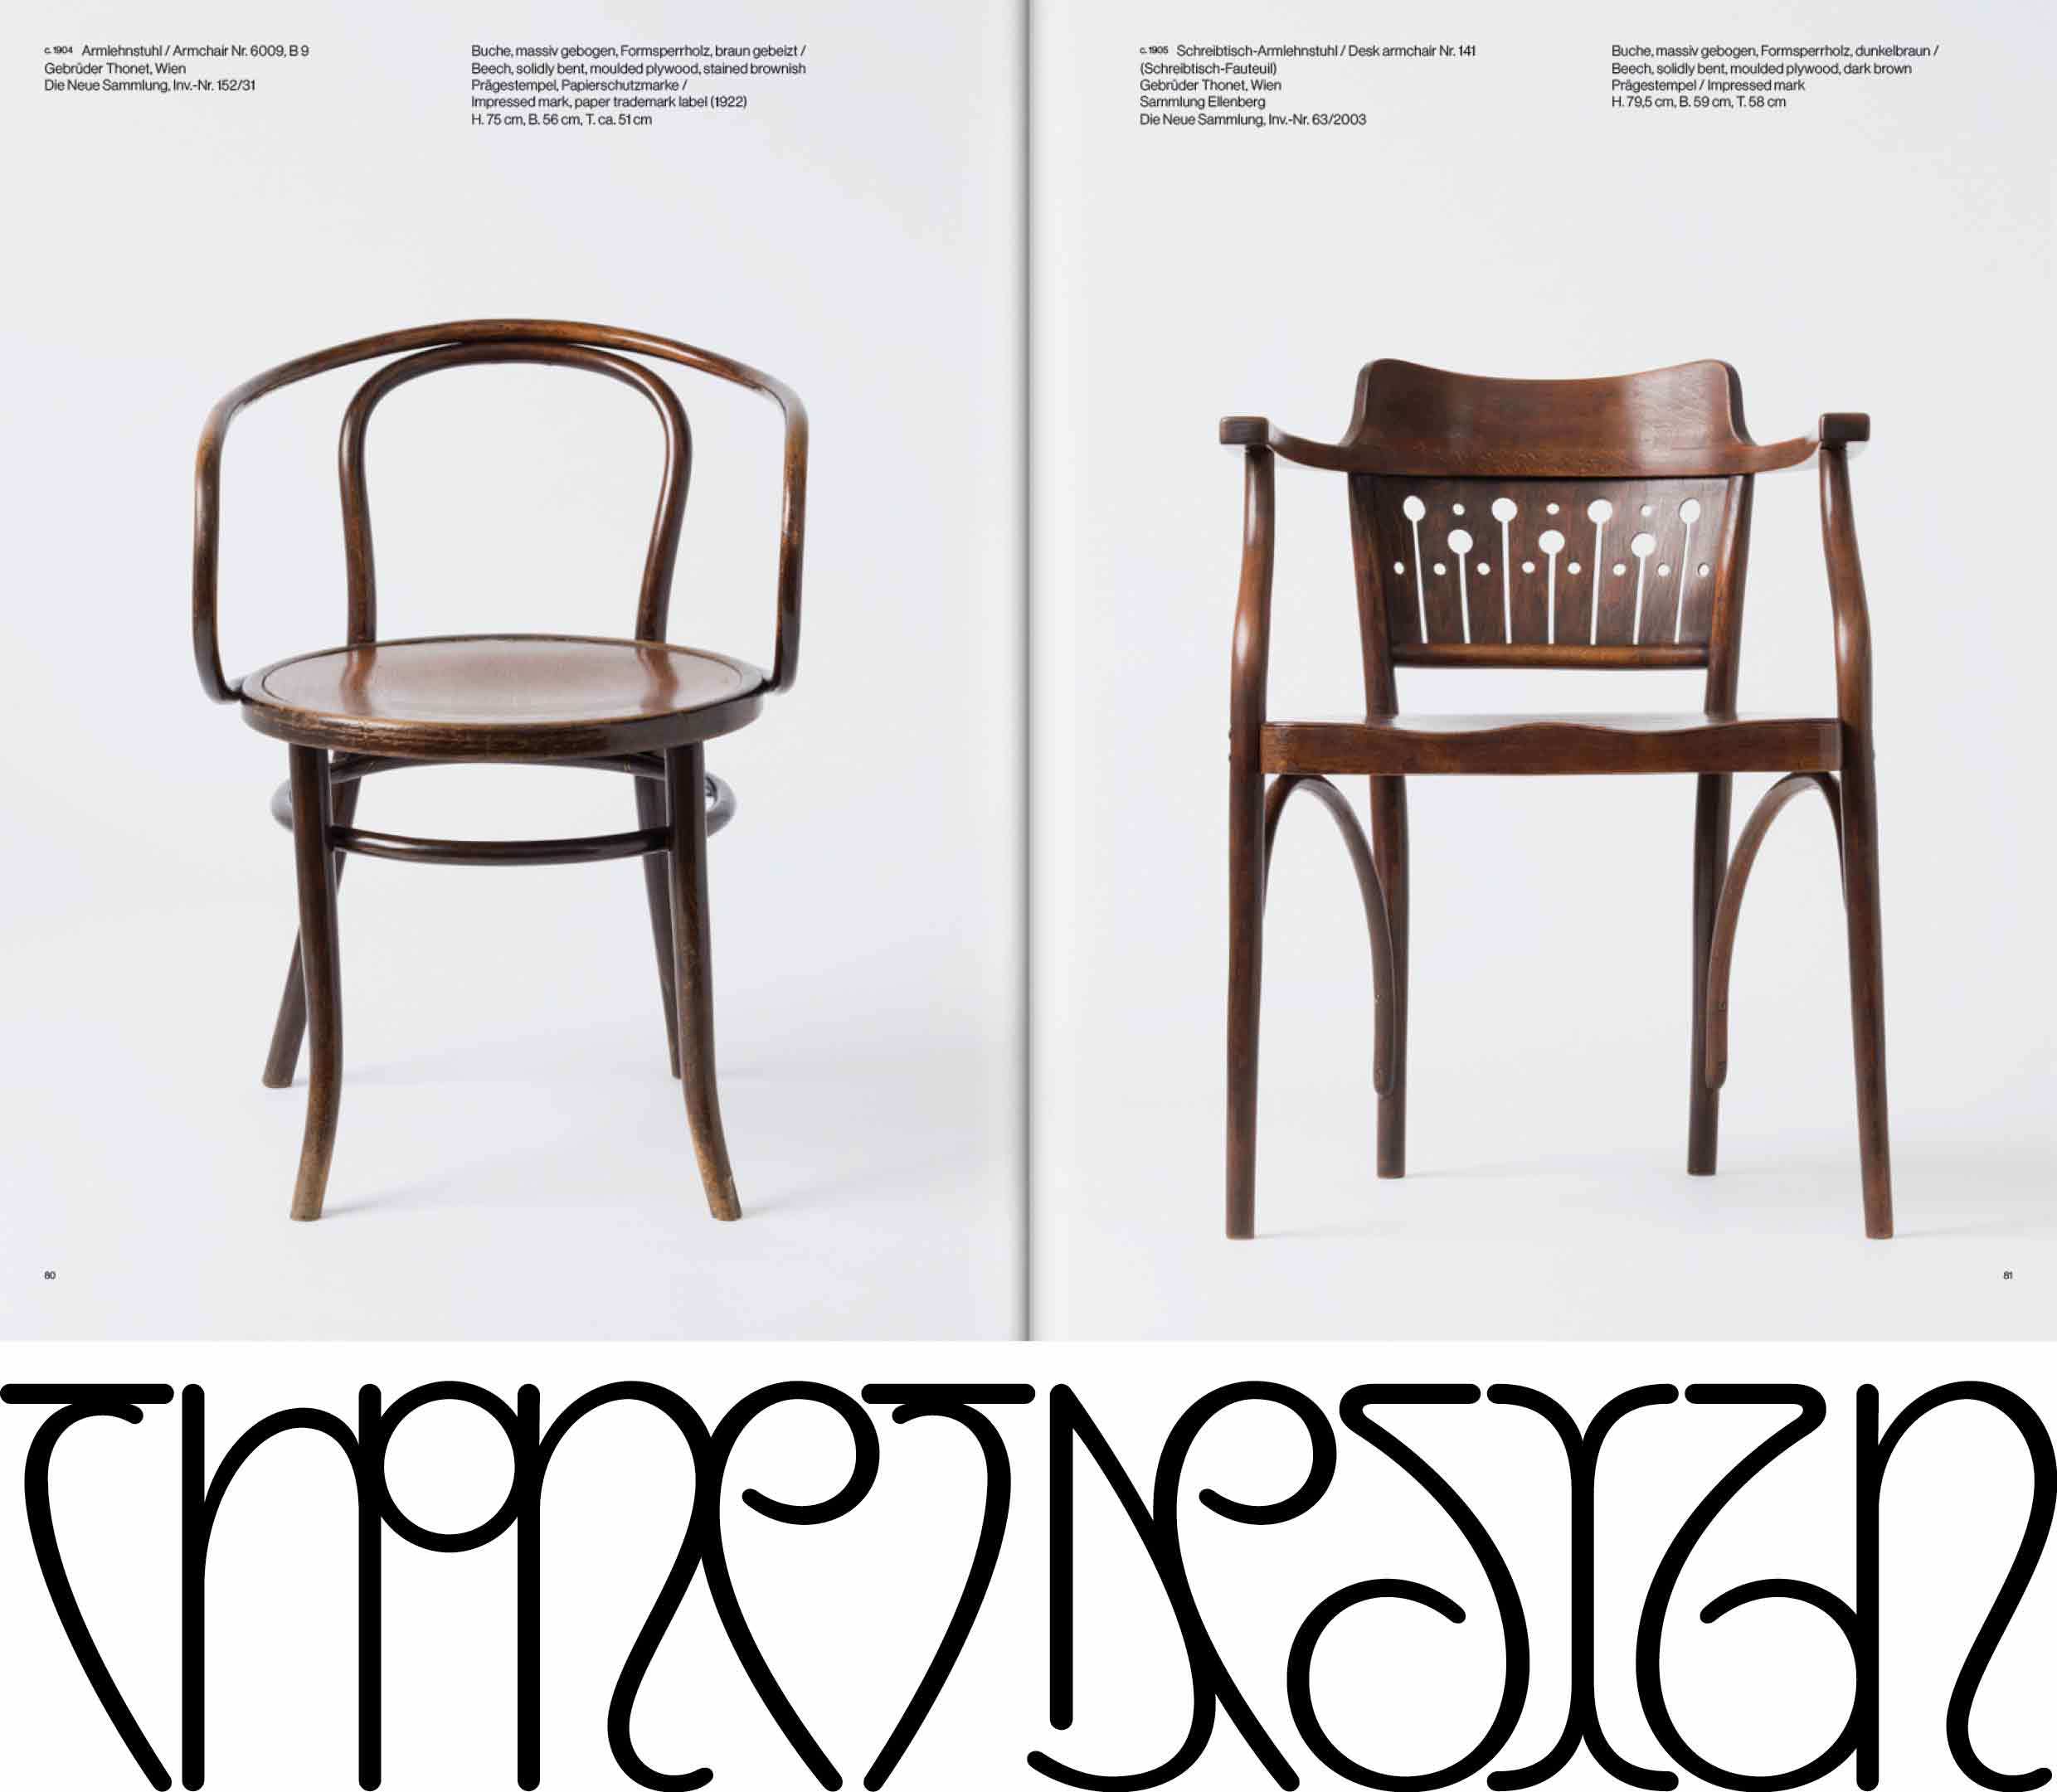 c. 1904 Armlehnstuhl / Armchair Nr. 6009, B 9
Gebrüder Thonet, Wien
Die Neue Sammlung, Inv.-Nr. 152/31
Buche, massiv gebogen, Formsperrholz, braun gebeizt /
Beech, solidly bent, moulded plywood, stained brownish
Prägestempel, Papierschutzmarke /
Impressed mark, paper trademark label (1922)
H. 75 cm, B. 56 cm, T. ca. 51 cm
c. 1905 Schreibtisch-Armlehnstuhl / Desk armchair Nr. 141
(Schreibtisch-Fauteuil)
Gebrüder Thonet, Wien
Sammlung Ellenberg
Die Neue Sammlung, Inv.-Nr. 63/2003
Buche, massiv gebogen, Formsperrholz, dunkelbraun /
Beech, solidly bent, moulded plywood, dark brown
Prägestempel / Impressed mark
H. 79,5 cm, B. 59 cm, T. 58 cm
80
81
Thonet Design